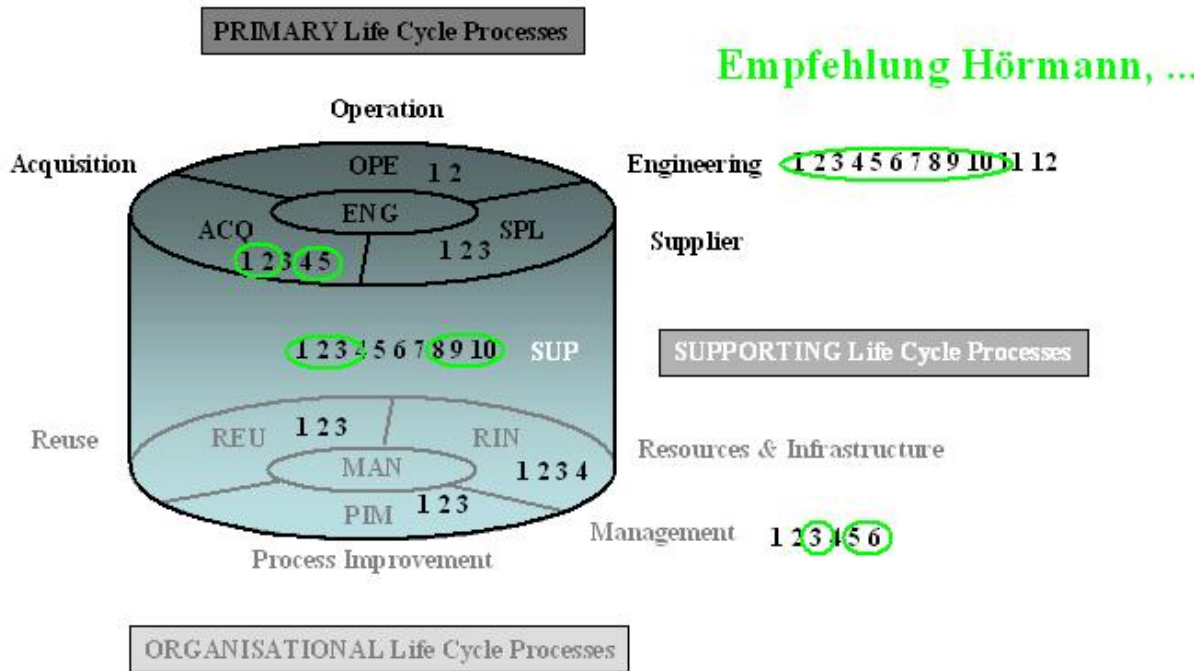 PRIMARY Life Cycle Processes
Empfehlung Hörmann, ...
Operation
Acquisition
OPE 1 2
Engineering 1 2 3 4 5 6 7 8 9 10 11 12
ENG
ACQ
SPL
1 2 3 4 5
1 2 3
Supplier
1 2 3 4 5 6 7 8 9 10 SUP
SUPPORTING Life Cycle Processes
Reuse
REU 1 2 3
RIN
Resources & Infrastructure
MAN
1 2 3 4
PIM 1 2 3
Management 1 2 3 4 5 6
Process Improvement
ORGANISATIONAL Life Cycle Processes